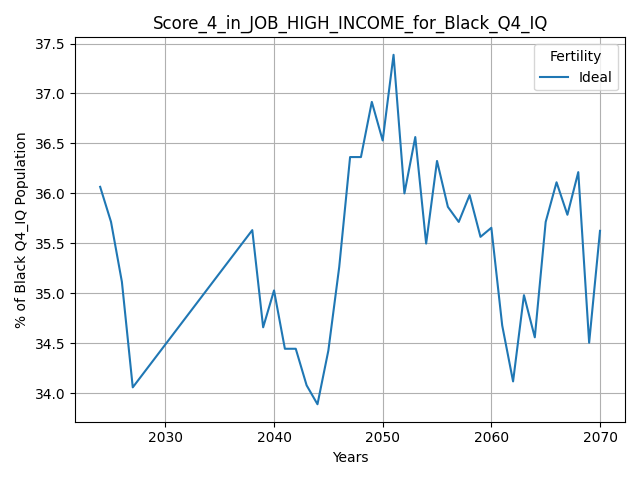 Score_4_in_JOB_HIGH_INCOME_for_Black_Q4_IQ
% of Black Q4_IQ Population
37.5
37.0
36.5
36.0
35.5
35.0
34.5
34.0
Fertility
Ideal
2030 2040 2050 2060 2070
Years